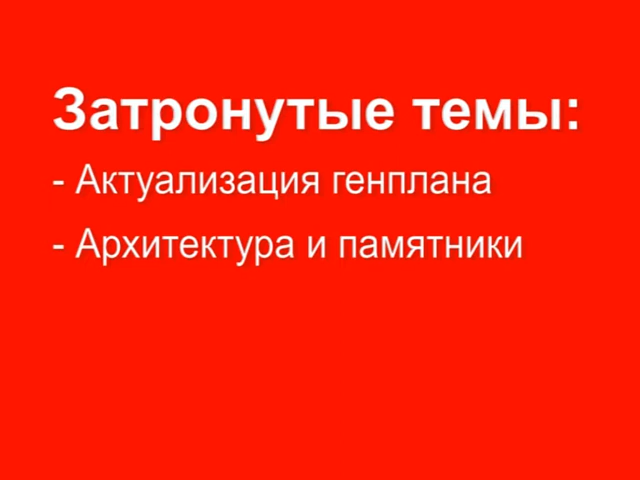 Затронутые темы:
- Актуализация генплана
- Архитектура и памятники